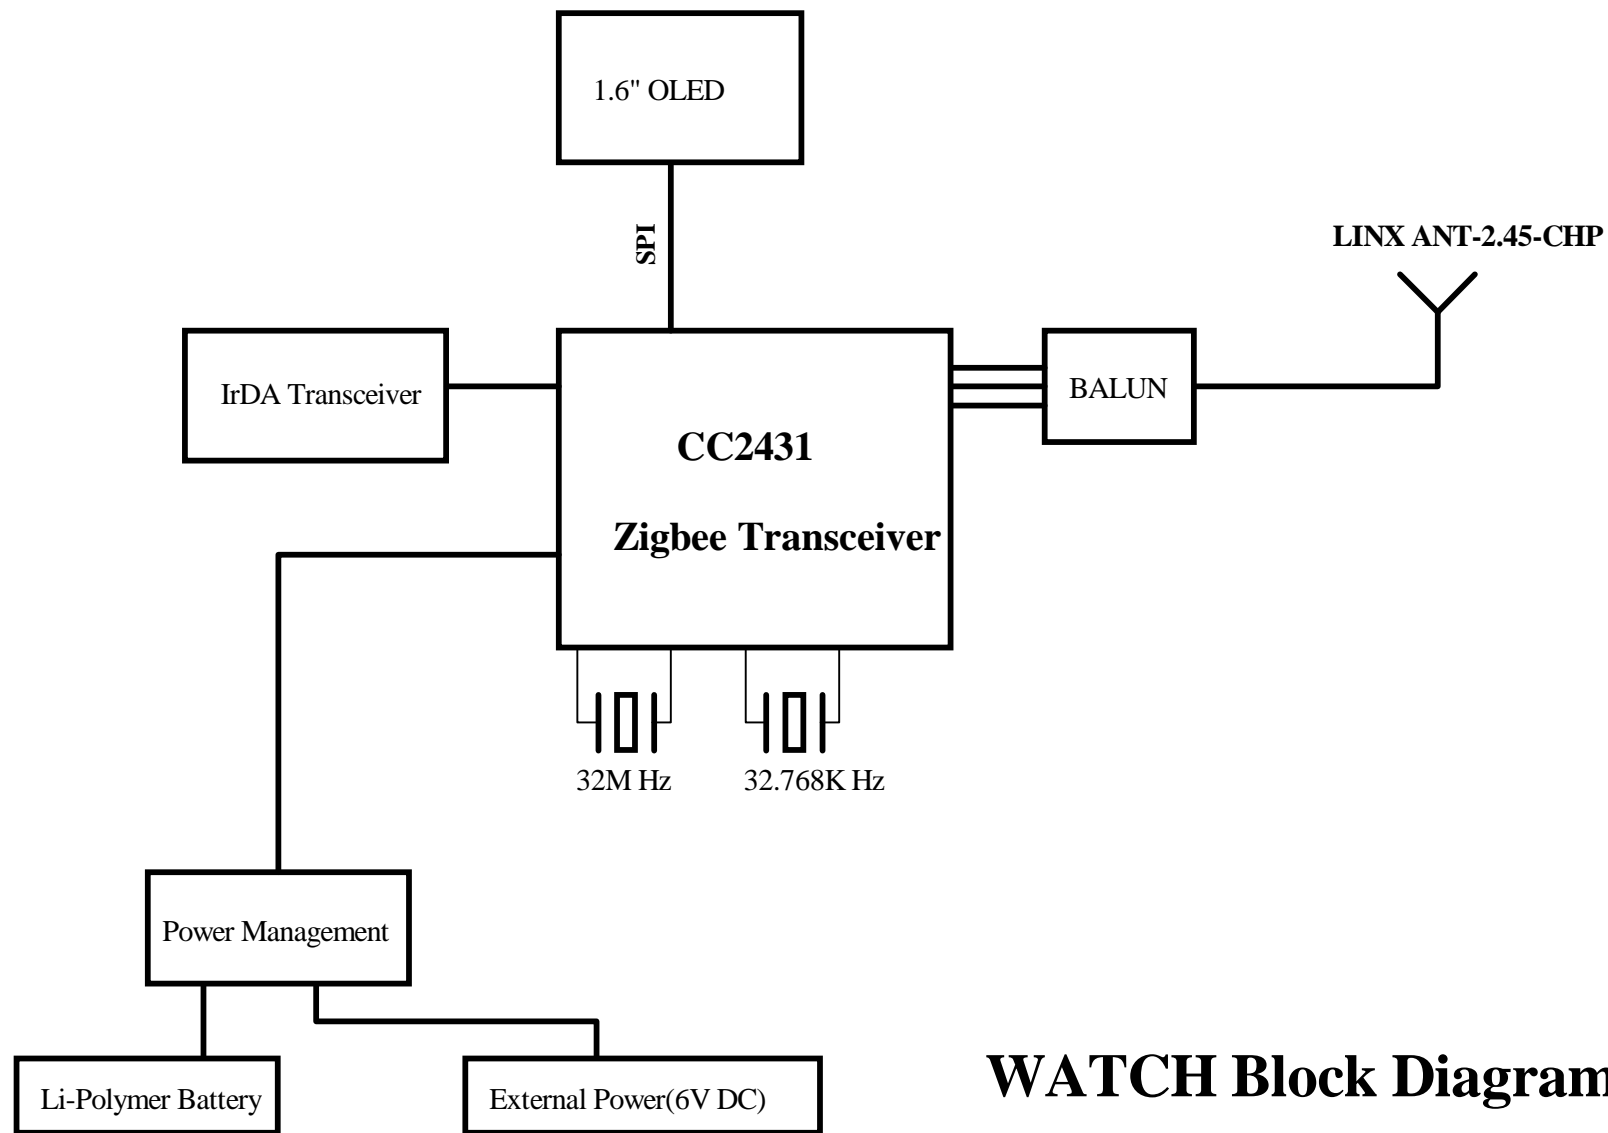 1.6" OLED
SPI
LINX ANT-2.45-CHP
IrDA Transceiver
BALUN
CC2431
Zigbee Transceiver
32M Hz
32.768K Hz
Power Management
Li-Polymer Battery
External Power(6V DC)
WATCH Block Diagram